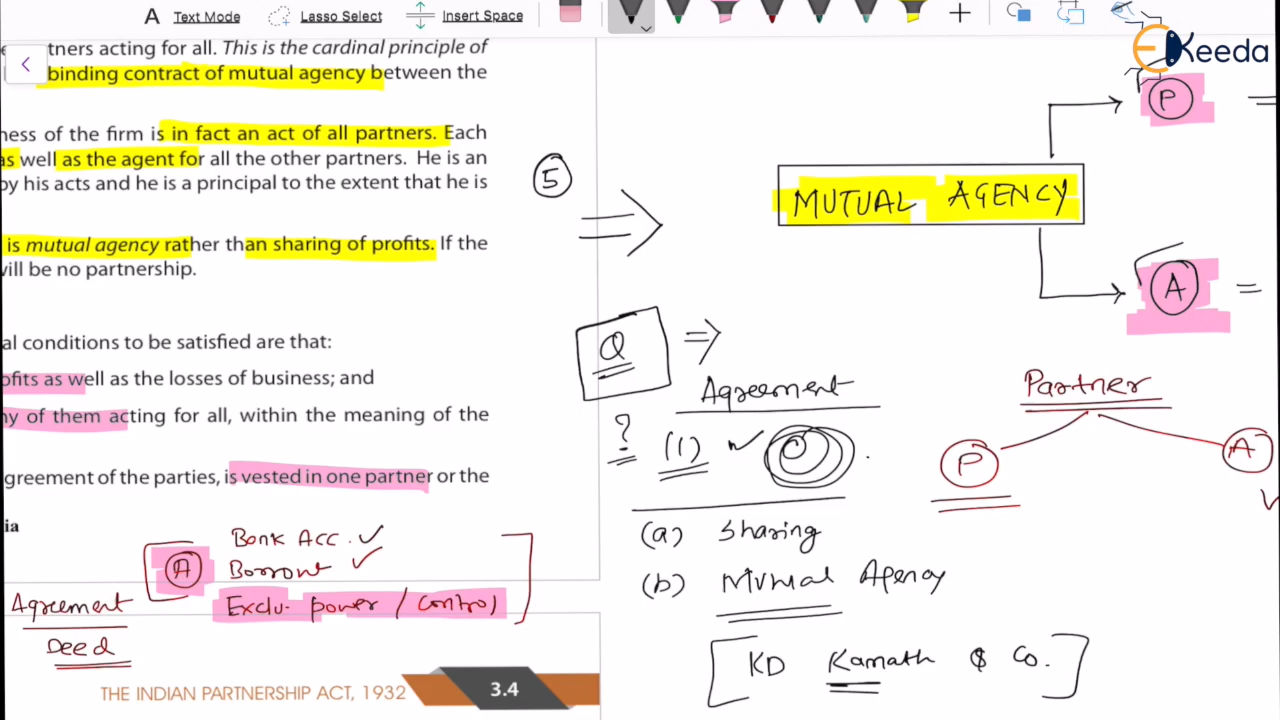 A Text Mode Lasso Select Insert Space
Ekeeda
tners acting for all. This is the cardinal principle of
binding contract of mutual agency between the
ness of the firm is in fact an act of all partners. Each
as well as the agent for all the other partners. He is an
by his acts and he is a principal to the extent that he is
is mutual agency rather than sharing of profits. If the
will be no partnership.
al conditions to be satisfied are that:
ofits as well as the losses of business; and
ny of them acting for all, within the meaning of the
greement of the parties, is vested in one partner or the
ia
A
Bank Acc. ✓
Borrow ✓
Exclu. power / control
Agreement
Deed
THE INDIAN PARTNERSHIP ACT, 1932 3.4
5
MUTUAL AGENCY
P =
A =
Q
Agreement
? (1) ✓
(a) Sharing
(b) Mutual Agency
KD Kamath & Co.
Partner
P
A